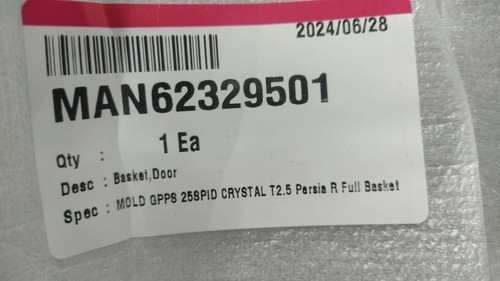 2024/06/28
MAN62329501
Qty : 1 Ea
Desc : Basket,Door
Spec : MOLD GPPS 25SPID CRYSTAL T2.5 Persia R Full Basket